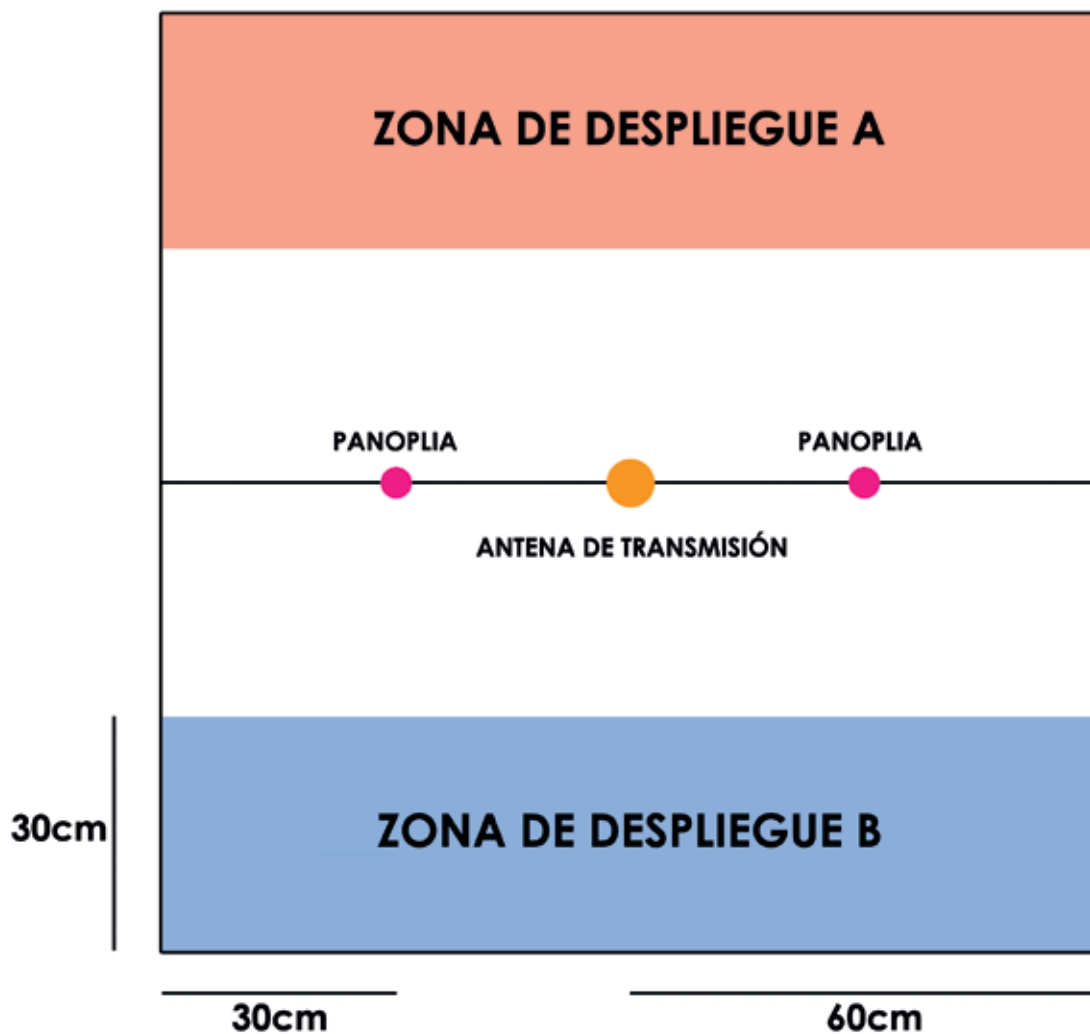 ZONA DE DESPLIEGUE A
PANOPLIA
PANOPLIA
ANTENA DE TRANSMISIÓN
ZONA DE DESPLIEGUE B
30cm
30cm
60cm